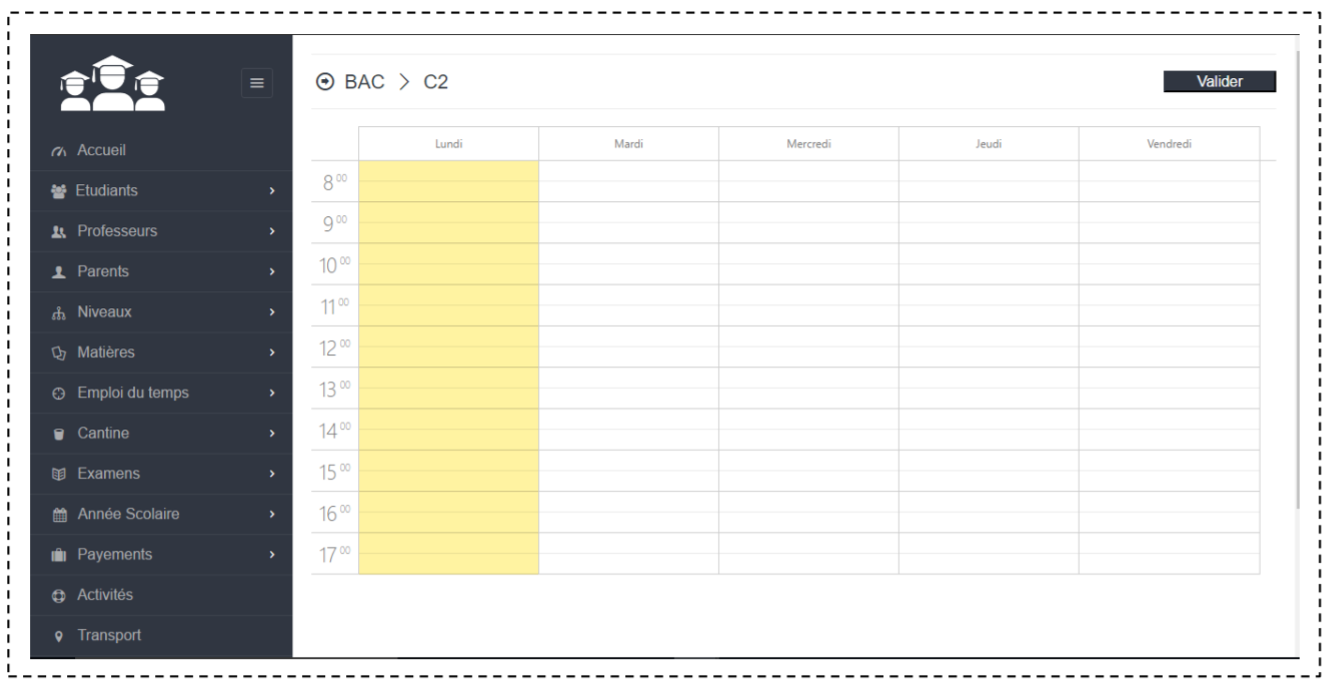 BAC > C2
Valider
Accueil
Etudiants
Professeurs
Parents
Niveaux
Matières
Emploi du temps
Cantine
Examens
Année Scolaire
Payements
Activités
Transport
Lundi Mardi Mercredi Jeudi Vendredi
8 00
9 00
10 00
11 00
12 00
13 00
14 00
15 00
16 00
17 00